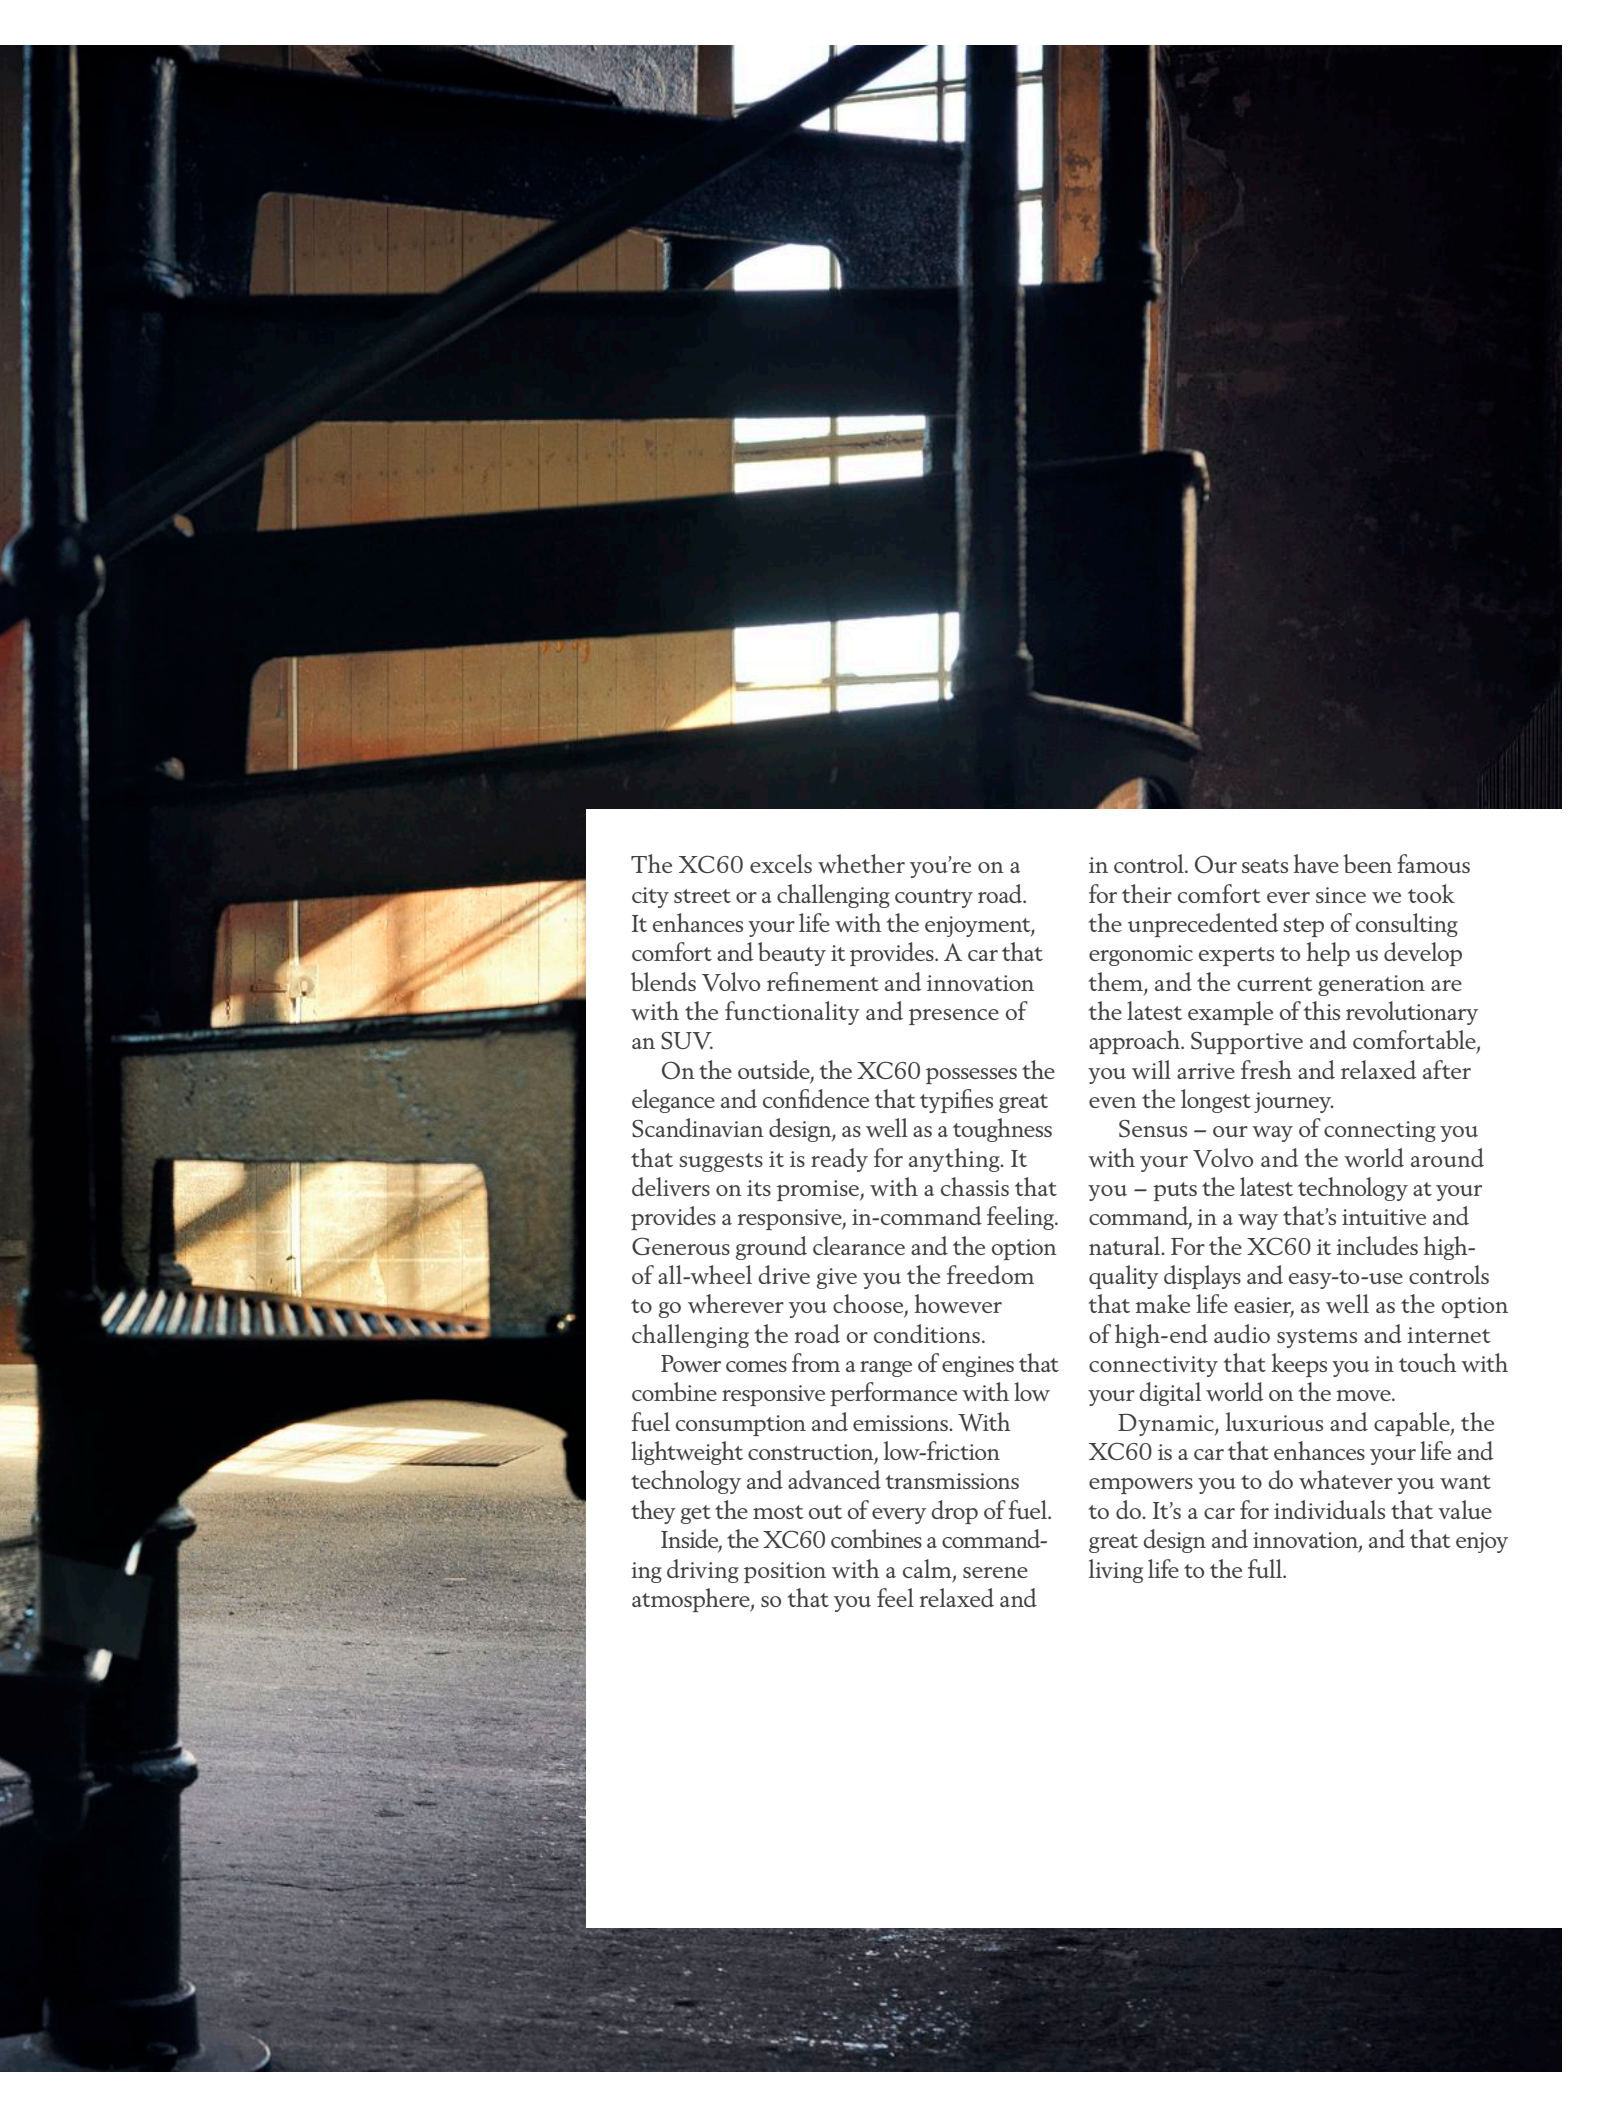 The XC60 excels whether you're on a
city street or a challenging country road.
It enhances your life with the enjoyment,
comfort and beauty it provides. A car that
blends Volvo refinement and innovation
with the functionality and presence of
an SUV.
On the outside, the XC60 possesses the
elegance and confidence that typifies great
Scandinavian design, as well as a toughness
that suggests it is ready for anything. It
delivers on its promise, with a chassis that
provides a responsive, in-command feeling.
Generous ground clearance and the option
of all-wheel drive give you the freedom
to go wherever you choose, however
challenging the road or conditions.
Power comes from a range of engines that
combine responsive performance with low
fuel consumption and emissions. With
lightweight construction, low-friction
technology and advanced transmissions
they get the most out of every drop of fuel.
Inside, the XC60 combines a command-
ing driving position with a calm, serene
atmosphere, so that you feel relaxed and
in control. Our seats have been famous
for their comfort ever since we took
the unprecedented step of consulting
ergonomic experts to help us develop
them, and the current generation are
the latest example of this revolutionary
approach. Supportive and comfortable,
you will arrive fresh and relaxed after
even the longest journey.
Sensus – our way of connecting you
with your Volvo and the world around
you – puts the latest technology at your
command, in a way that's intuitive and
natural. For the XC60 it includes high-
quality displays and easy-to-use controls
that make life easier, as well as the option
of high-end audio systems and internet
connectivity that keeps you in touch with
your digital world on the move.
Dynamic, luxurious and capable, the
XC60 is a car that enhances your life and
empowers you to do whatever you want
to do. It's a car for individuals that value
great design and innovation, and that enjoy
living life to the full.